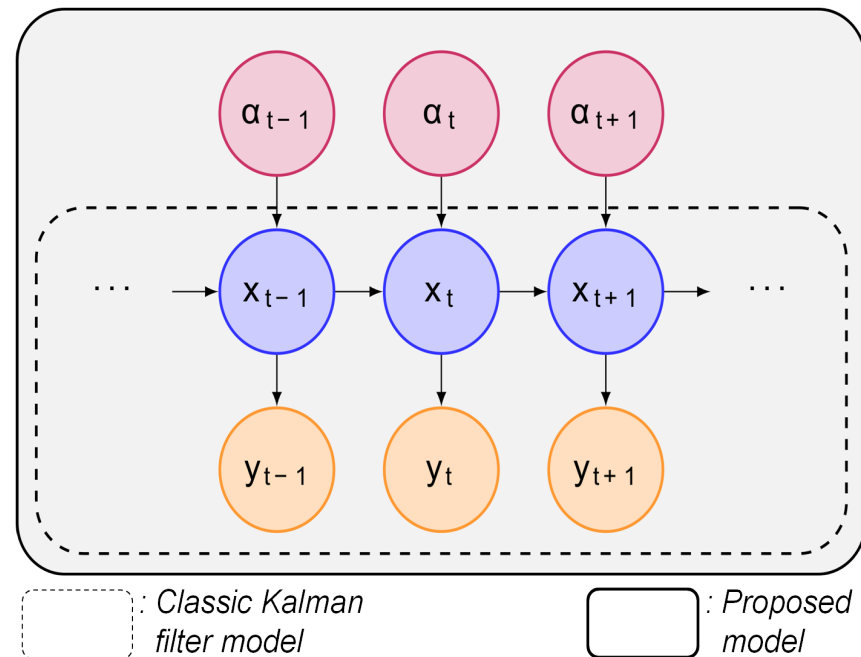 α t − 1 α t α t + 1
... x t − 1 x t x t + 1 ...
y t − 1 y t y t + 1
: Classic Kalman
filter model
: Proposed
model